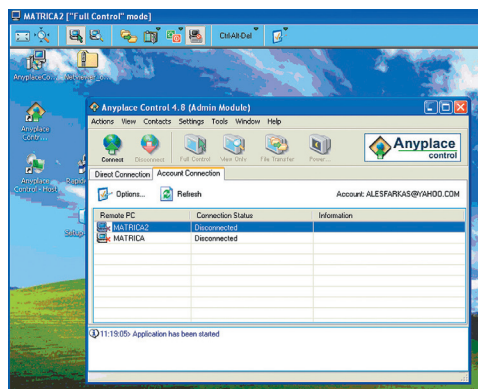 MATRICA2 ["Full Control" mode]
Ctrl-Alt-Del
AnyplaceCo...
Anyplace
Contr...
Anyplace
Control - Host
Anyplace Control 4.8 (Admin Module)
Actions View Contacts Settings Tools Window Help
Connect Disconnect Full Control View Only File Transfer Power...
Anyplace
control
Direct Connection Account Connection
Options... Refresh Account: ALESFARKAS@YAHOO.COM
Remote PC Connection Status Information
MATRICA2 Disconnected
MATRICA Disconnected
11:19:05> Application has been started